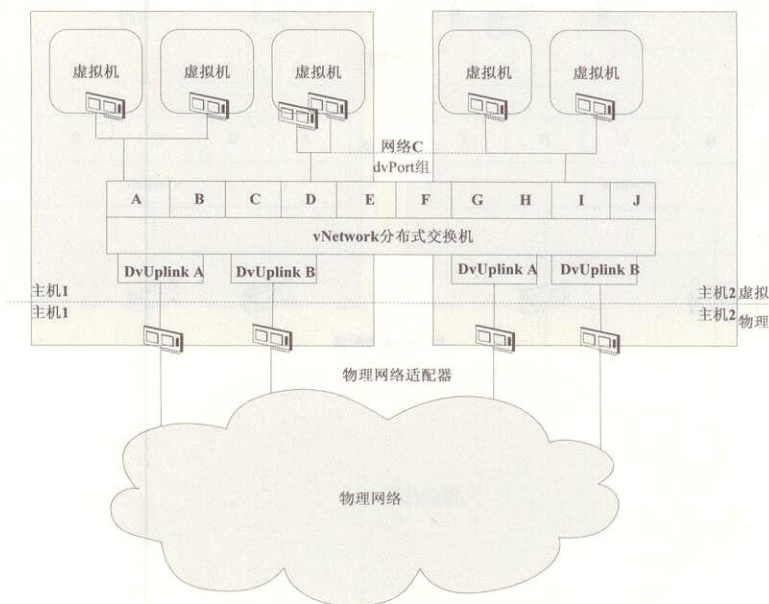 虚拟机 虚拟机 虚拟机 虚拟机 虚拟机
网络C
dvPort组
A B C D E F G H I J
vNetwork分布式交换机
DvUplink A DvUplink B DvUplink A DvUplink B
主机1 主机2 虚拟
主机1 主机2 物理
物理网络适配器
物理网络